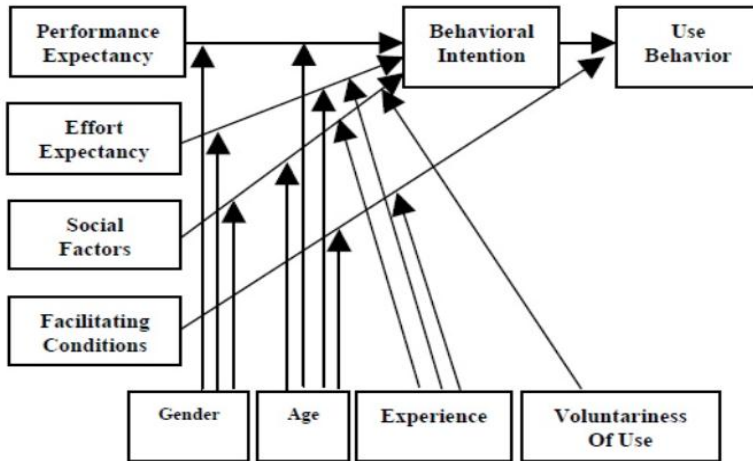 Performance
Expectancy
Behavioral
Intention
Use
Behavior
Effort
Expectancy
Social
Factors
Facilitating
Conditions
Gender
Age
Experience
Voluntariness
Of Use